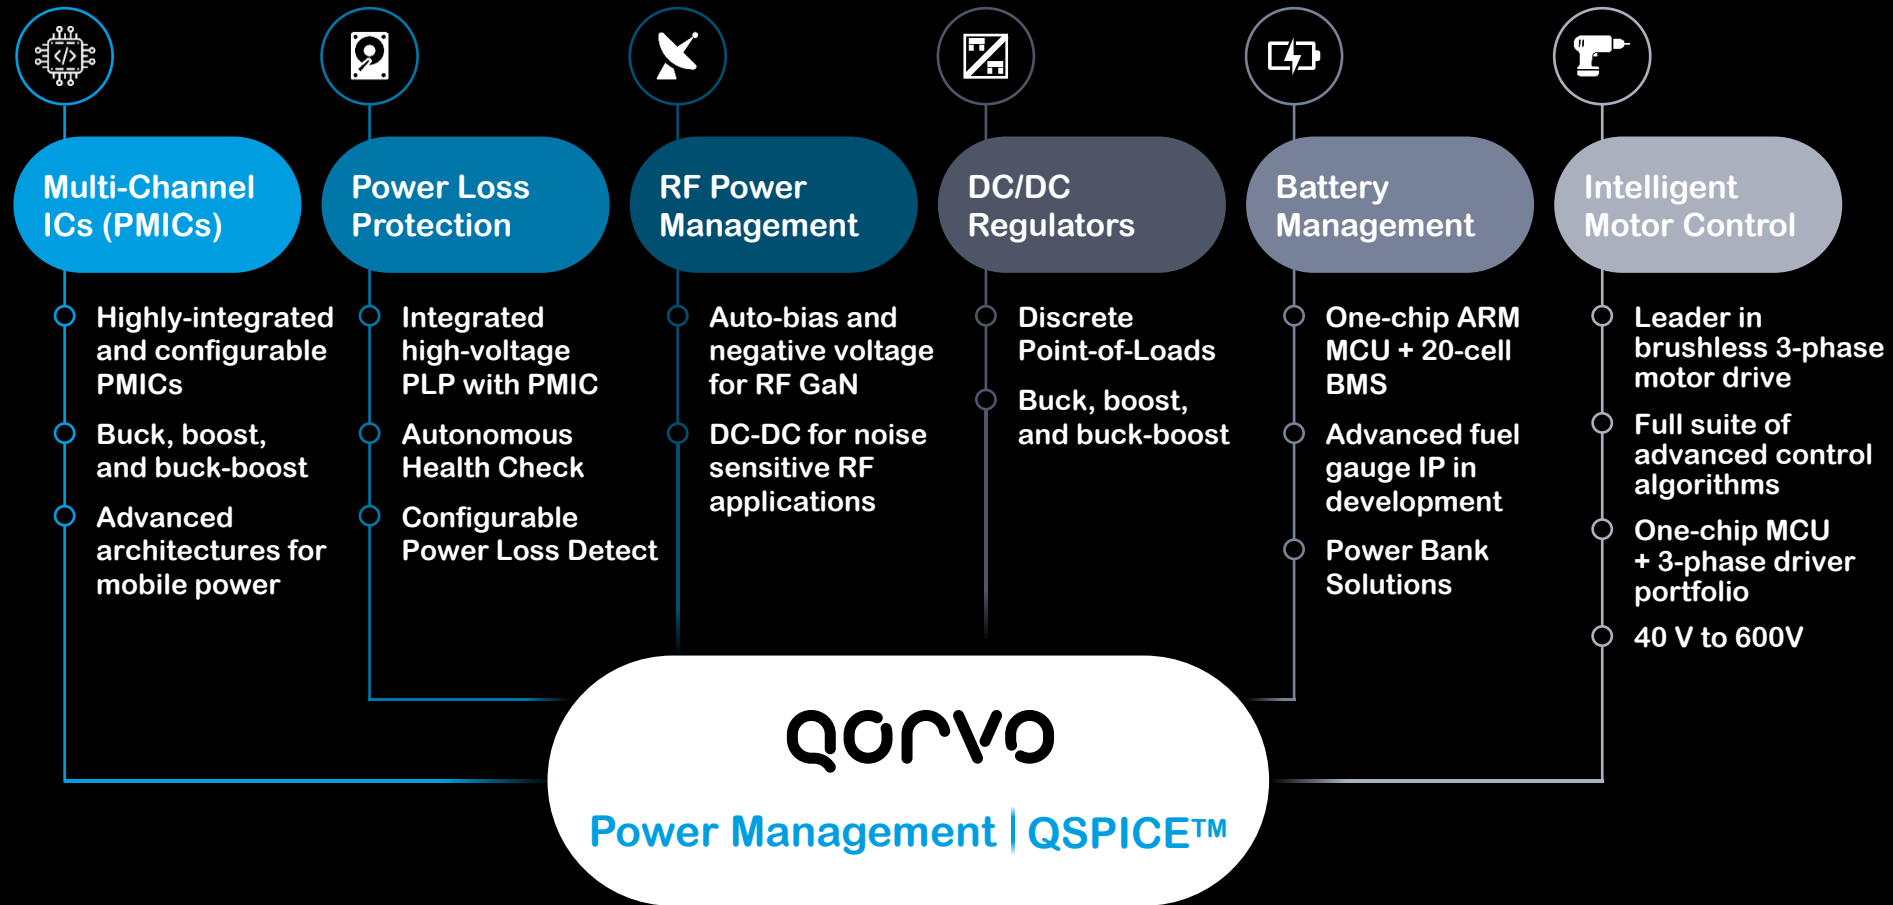 </>
Multi-Channel
ICs (PMICs)
Highly-integrated
and configurable
PMICs
Buck, boost,
and buck-boost
Advanced
architectures for
mobile power
Power Loss
Protection
Integrated
high-voltage
PLP with PMIC
Autonomous
Health Check
Configurable
Power Loss Detect
RF Power
Management
Auto-bias and
negative voltage
for RF GaN
DC-DC for noise
sensitive RF
applications
DC/DC
Regulators
Discrete
Point-of-Loads
Buck, boost,
and buck-boost
Battery
Management
One-chip ARM
MCU + 20-cell
BMS
Advanced fuel
gauge IP in
development
Power Bank
Solutions
Intelligent
Motor Control
Leader in
brushless 3-phase
motor drive
Full suite of
advanced control
algorithms
One-chip MCU
+ 3-phase driver
portfolio
40 V to 600V
QORVO
Power Management | QSPICE™